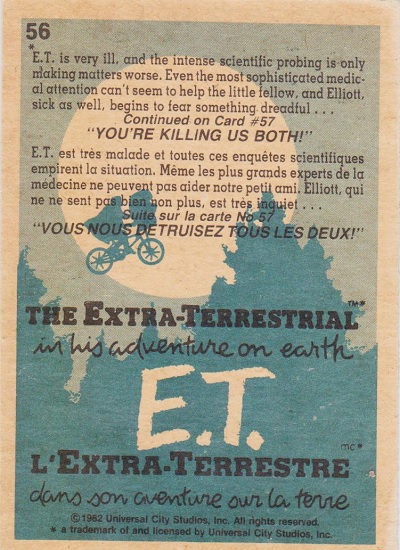 56
*
E.T. is very ill, and the intense scientific probing is only
making matters worse. Even the most sophisticated medic-
al attention can't seem to help the little fellow, and Elliott,
sick as well, begins to fear something dreadful . . .
Continued on Card #57
"YOU'RE KILLING US BOTH!"
E.T. est très malade et toutes ces enquêtes scientifiques
empirent la situation. Même les plus grands experts de la
médecine ne peuvent pas aider notre petit ami. Elliott, qui
ne ne sent pas bien non plus, est très inquiet . . .
Suite sur la carte No 57
"VOUS NOUS DETRUISEZ TOUS LES DEUX!"
THE EXTRA-TERRESTRIAL™*
in his adventure on earth
E.T.
mc*
L'EXTRA-TERRESTRE
dans son aventure sur la terre
©1982 Universal City Studios, Inc. All rights reserved.
* a trademark of and licensed by Universal City Studios, Inc.